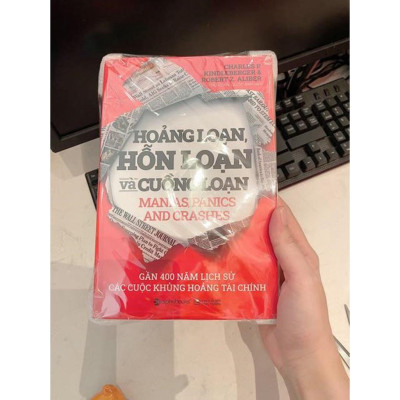 CHARLES P.
KINDLEBERGER &
ROBERT Z. ALIBER
HOẢNG LOẠN,
HỖN LOẠN
và CUỒNG LOẠN
MANIAS, PANICS
AND CRASHES
THE WALL STREET JOURNAL
GẦN 400 NĂM LỊCH SỬ
CÁC CUỘC KHỦNG HOẢNG TÀI CHÍNH